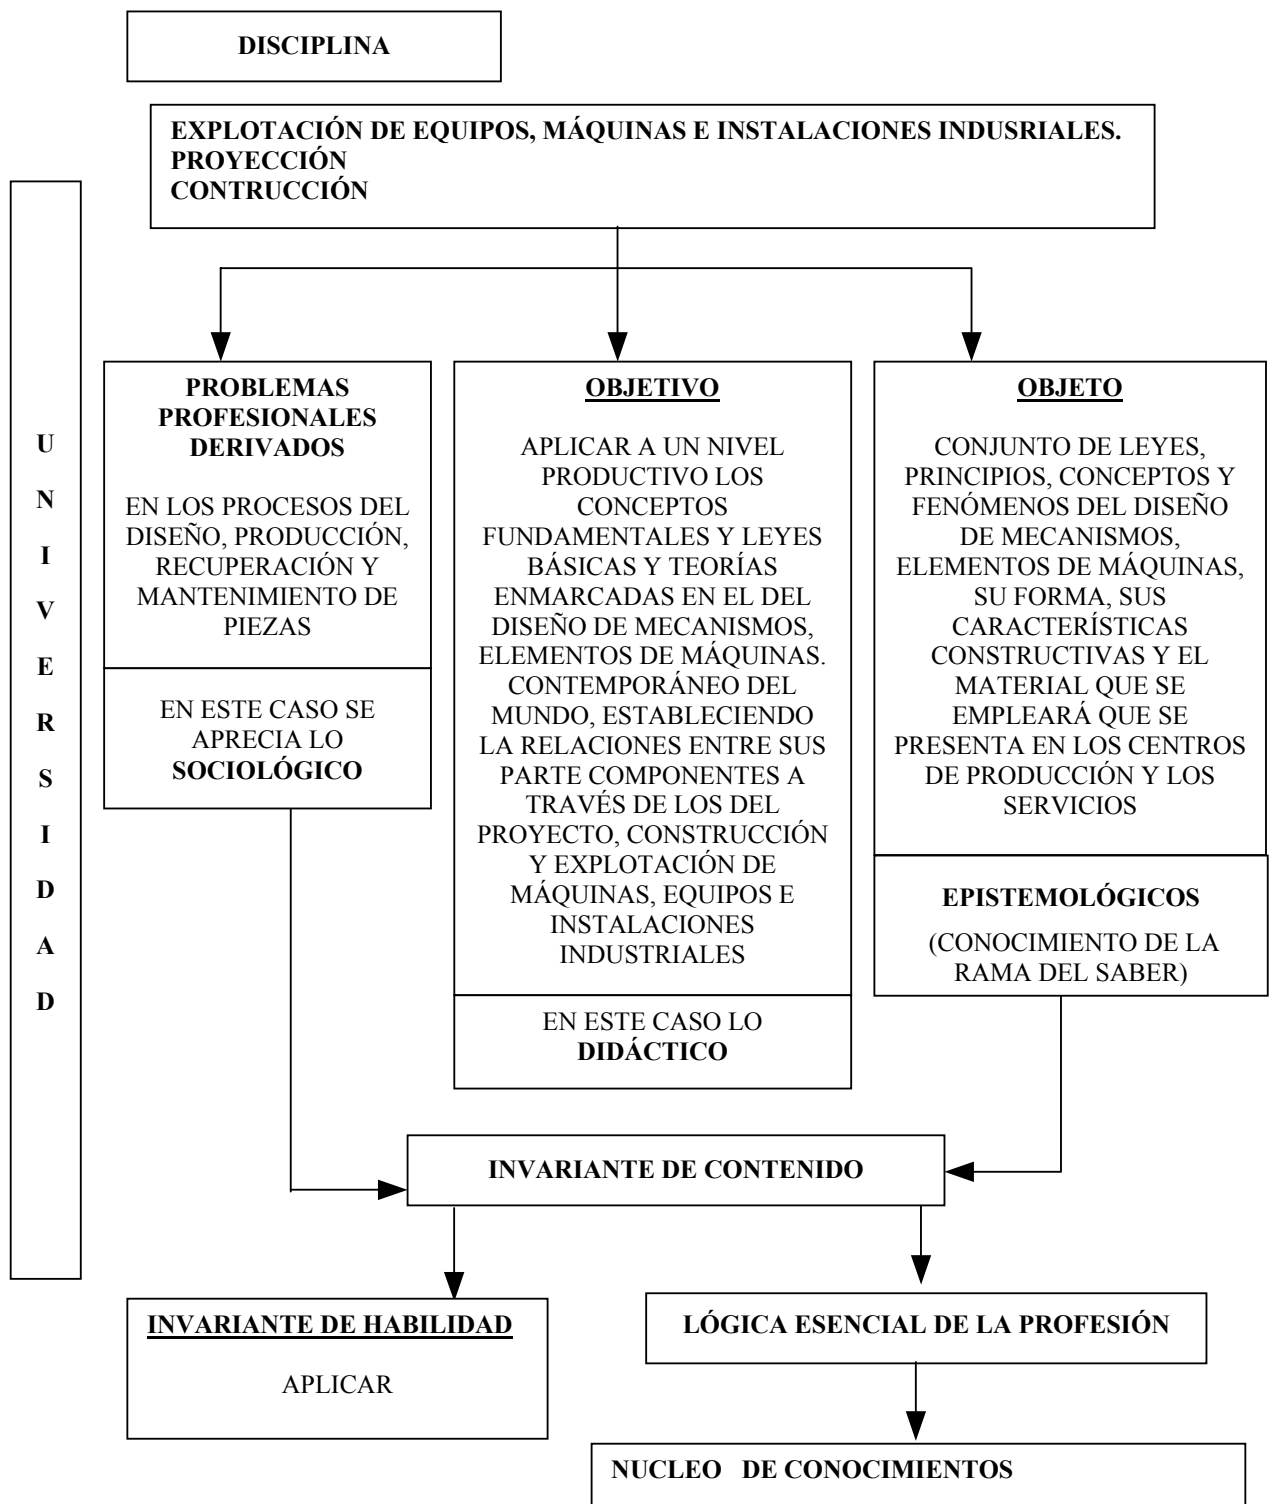 DISCIPLINA
EXPLOTACIÓN DE EQUIPOS, MÁQUINAS E INSTALACIONES INDUSRIALES.
PROYECCIÓN
CONTRUCCIÓN
U
N
I
V
E
R
S
I
D
A
D
PROBLEMAS
PROFESIONALES
DERIVADOS
EN LOS PROCESOS DEL
DISEÑO, PRODUCCIÓN,
RECUPERACIÓN Y
MANTENIMIENTO DE
PIEZAS
EN ESTE CASO SE
APRECIA LO
SOCIOLÓGICO
OBJETIVO
APLICAR A UN NIVEL
PRODUCTIVO LOS
CONCEPTOS
FUNDAMENTALES Y LEYES
BÁSICAS Y TEORÍAS
ENMARCADAS EN EL DEL
DISEÑO DE MECANISMOS,
ELEMENTOS DE MÁQUINAS.
CONTEMPORÁNEO DEL
MUNDO, ESTABLECIENDO
LA RELACIONES ENTRE SUS
PARTE COMPONENTES A
TRAVÉS DE LOS DEL
PROYECTO, CONSTRUCCIÓN
Y EXPLOTACIÓN DE
MÁQUINAS, EQUIPOS E
INSTALACIONES
INDUSTRIALES
EN ESTE CASO LO
DIDÁCTICO
OBJETO
CONJUNTO DE LEYES,
PRINCIPIOS, CONCEPTOS Y
FENÓMENOS DEL DISEÑO
DE MECANISMOS,
ELEMENTOS DE MÁQUINAS,
SU FORMA, SUS
CARACTERÍSTICAS
CONSTRUCTIVAS Y EL
MATERIAL QUE SE
EMPLEARÁ QUE SE
PRESENTA EN LOS CENTROS
DE PRODUCCIÓN Y LOS
SERVICIOS
EPISTEMOLÓGICOS
(CONOCIMIENTO DE LA
RAMA DEL SABER)
INVARIANTE DE CONTENIDO
INVARIANTE DE HABILIDAD
APLICAR
LÓGICA ESENCIAL DE LA PROFESIÓN
NUCLEO DE CONOCIMIENTOS